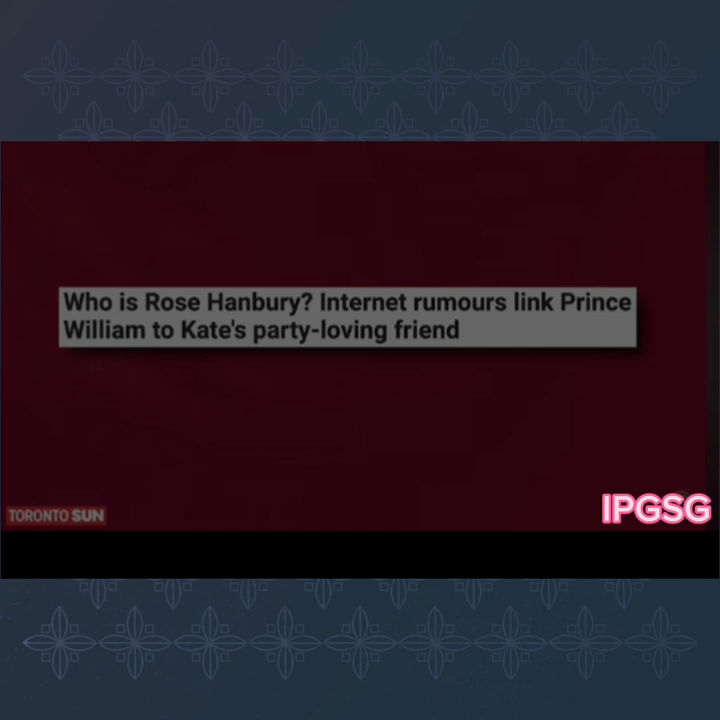 Who is Rose Hanbury? Internet rumours link Prince
William to Kate's party-loving friend
TORONTO SUN
IPGSG